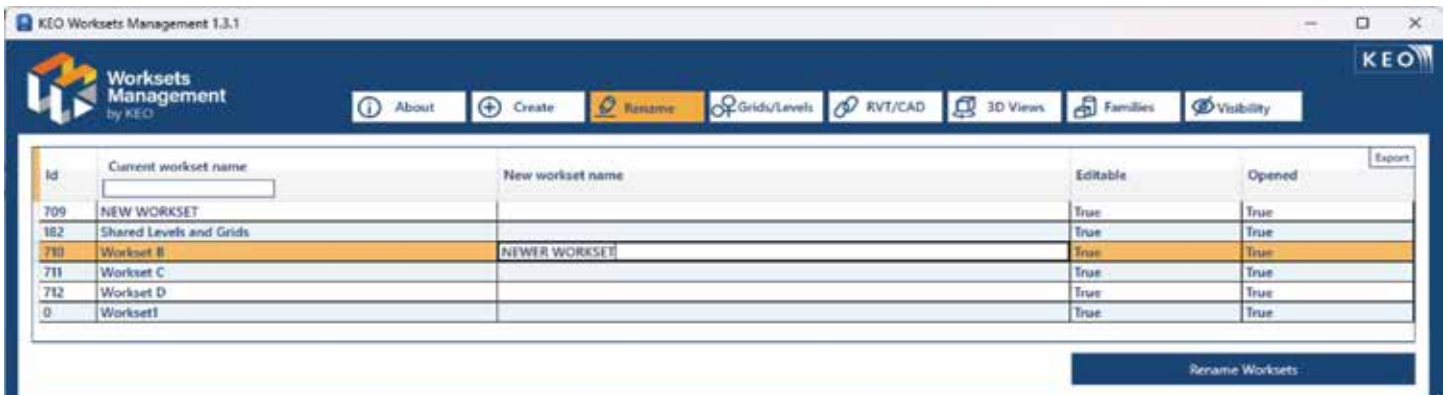 KEO Worksets Management 1.3.1
KEO
Worksets
Management
by KEO
About Create Rename Grids/Levels RVT/CAD 3D Views Families Visibility
Export
Id Current workset name New workset name Editable Opened
709 NEW WORKSET True True
182 Shared Levels and Grids True True
710 Workset B NEWER WORKSET True True
711 Workset C True True
712 Workset D True True
0 Workset1 True True
Rename Worksets